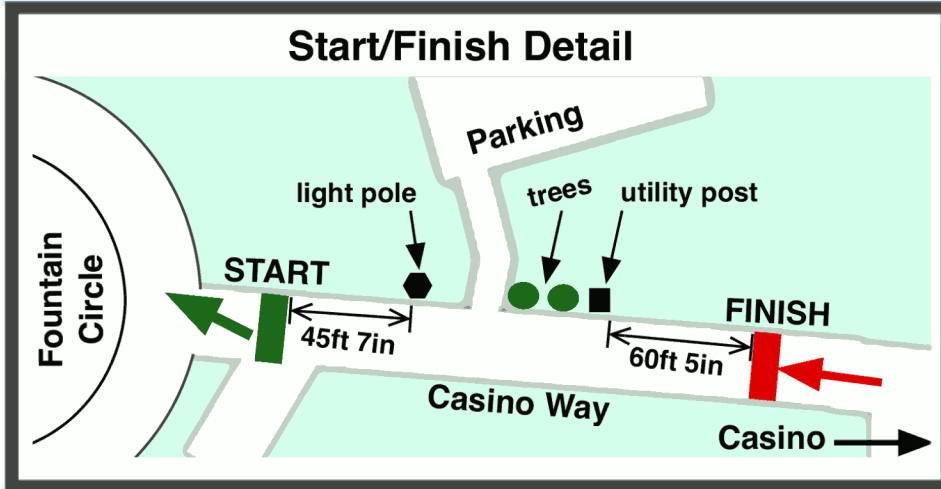 Start/Finish Detail
Parking
light pole
trees
utility post
Fountain
Circle
START
45ft 7in
FINISH
60ft 5in
Casino Way
Casino